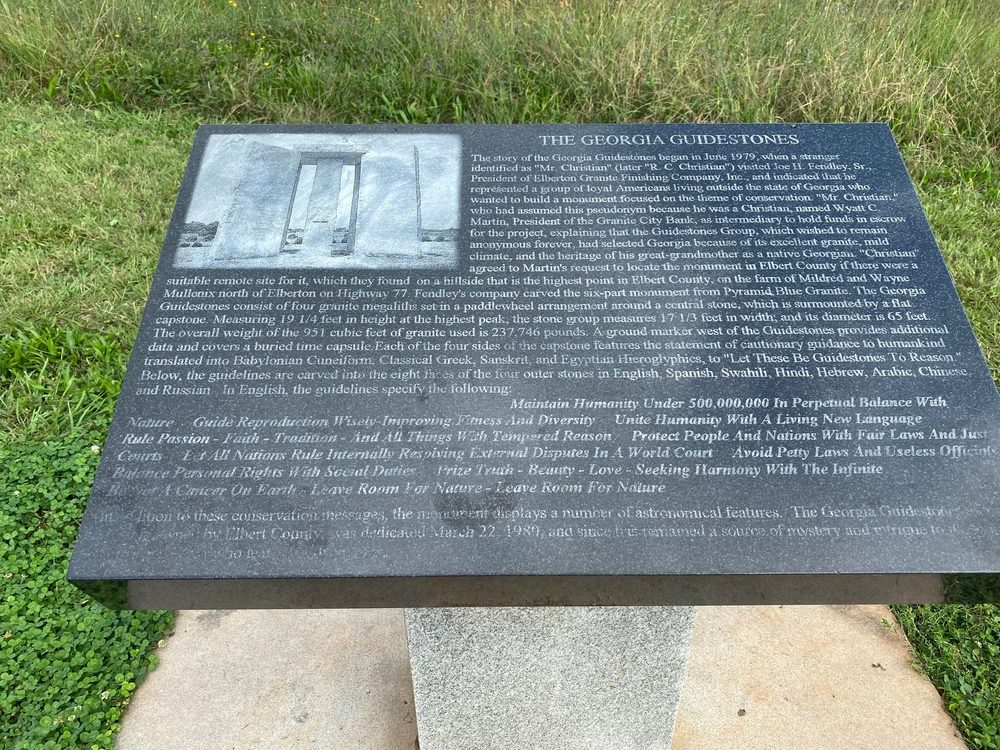 THE GEORGIA GUIDESTONES
The story of the Georgia Guidestones began in June 1979, when a stranger
identified as "Mr. Christian" (later "R. C. Christian") visited Joe H. Fendley, Sr.,
President of Elberton Granite Finishing Company, Inc., and indicated that he
represented a group of loyal Americans living outside the state of Georgia who
wanted to build a monument focused on the theme of conservation. "Mr. Christian,"
who had assumed this pseudonym because he was a Christian, named Wyatt C.
Martin, President of the Granite City Bank, as intermediary to hold funds in escrow
for the project, explaining that the Guidestones Group, which wished to remain
anonymous forever, had selected Georgia because of its excellent granite, mild
climate, and the heritage of his great-grandmother as a native Georgian. "Christian"
agreed to Martin's request to locate the monument in Elbert County if there were a
suitable remote site for it, which they found on a hillside that is the highest point in Elbert County, on the farm of Mildred and Wayne
Mullenix north of Elberton on Highway 77. Fendley's company carved the six-part monument from Pyramid Blue Granite. The Georgia
Guidestones consist of four granite megaliths set in a paddlewheel arrangement around a central stone, which is surmounted by a flat
capstone. Measuring 19 1/4 feet in height at the highest peak, the stone group measures 17 1/3 feet in width, and its diameter is 65 feet.
The overall weight of the 951 cubic feet of granite used is 237,746 pounds. A ground marker west of the Guidestones provides additional
data and covers a buried time capsule. Each of the four sides of the capstone features the statement of cautionary guidance to humankind
translated into Babylonian Cuneiform, Classical Greek, Sanskrit, and Egyptian Hieroglyphics, to "Let These Be Guidestones To Reason."
Below, the guidelines are carved into the eight faces of the four outer stones in English, Spanish, Swahili, Hindi, Hebrew, Arabic, Chinese,
and Russian. In English, the guidelines specify the following:
Maintain Humanity Under 500,000,000 In Perpetual Balance With
Nature Guide Reproduction Wisely-Improving Fitness And Diversity Unite Humanity With A Living New Language
Rule Passion - Faith - Tradition - And All Things With Tempered Reason Protect People And Nations With Fair Laws And Just
Courts Let All Nations Rule Internally Resolving External Disputes In A World Court Avoid Petty Laws And Useless Officials
Balance Personal Rights With Social Duties Prize Truth - Beauty - Love - Seeking Harmony With The Infinite
Be Not A Cancer On Earth - Leave Room For Nature - Leave Room For Nature
In addition to these conservation messages, the monument displays a number of astronomical features. The Georgia Guidestones
owned by Elbert County, was dedicated March 22, 1980, and since has remained a source of mystery and intrigue to
who